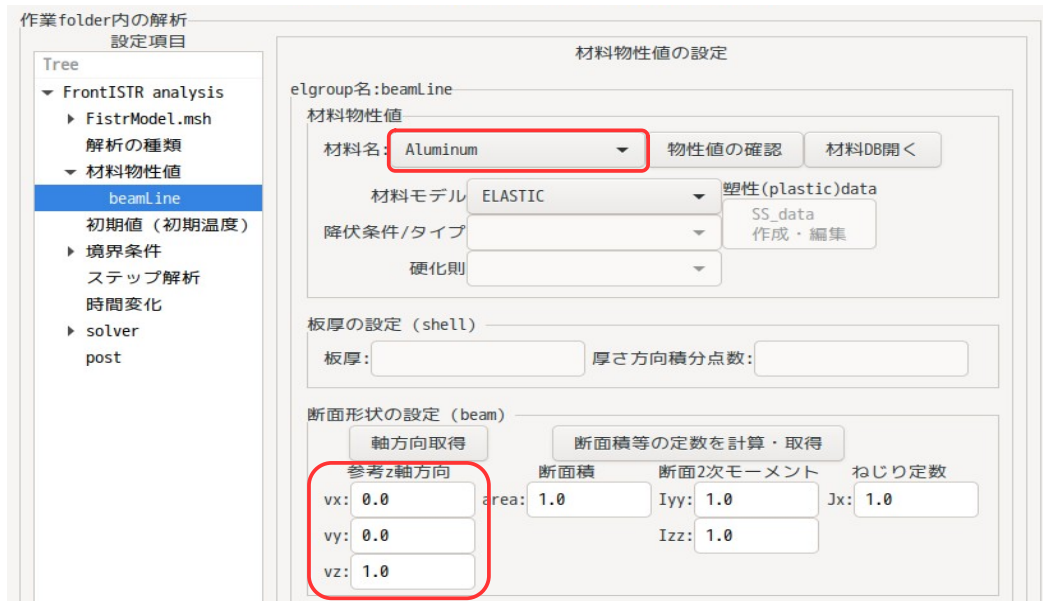 作業folder内の解析
設定項目
Tree
FrontISTR analysis
FistrModel.msh
解析の種類
材料物性値
beamLine
初期値 (初期温度)
境界条件
ステップ解析
時間変化
solver
post
材料物性値の設定
elgroup名:beamLine
材料物性値
材料名: Aluminum 物性値の確認 材料DB開く
材料モデル ELASTIC 塑性(plastic)data
降伏条件/タイプ SS_data
作成・編集
硬化則
板厚の設定 (shell)
板厚: 厚さ方向積分点数:
断面形状の設定 (beam)
軸方向取得 断面積等の定数を計算・取得
参考z軸方向 断面積 断面2次モーメント ねじり定数
vx: 0.0 area: 1.0 Iyy: 1.0 Jx: 1.0
vy: 0.0 Izz: 1.0
vz: 1.0